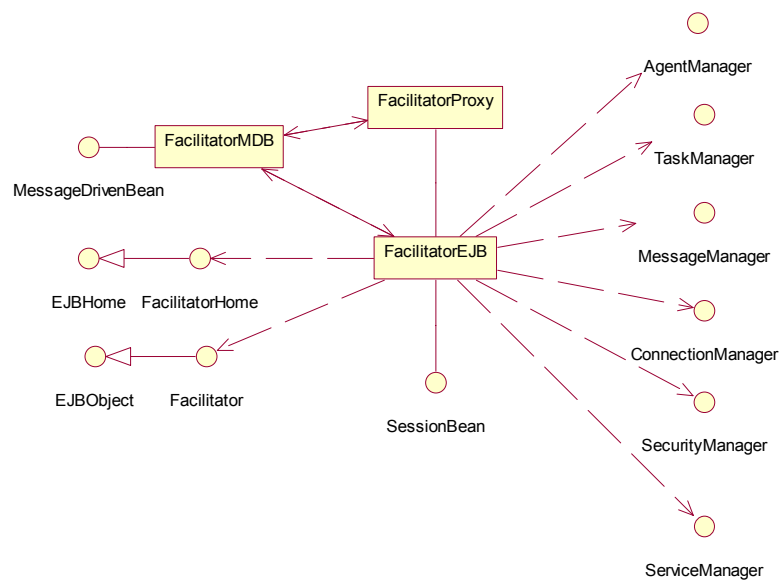 AgentManager
FacilitatorProxy
FacilitatorMDB
TaskManager
MessageDrivenBean
FacilitatorEJB
MessageManager
EJBHome
FacilitatorHome
ConnectionManager
EJBObject
Facilitator
SessionBean
SecurityManager
ServiceManager